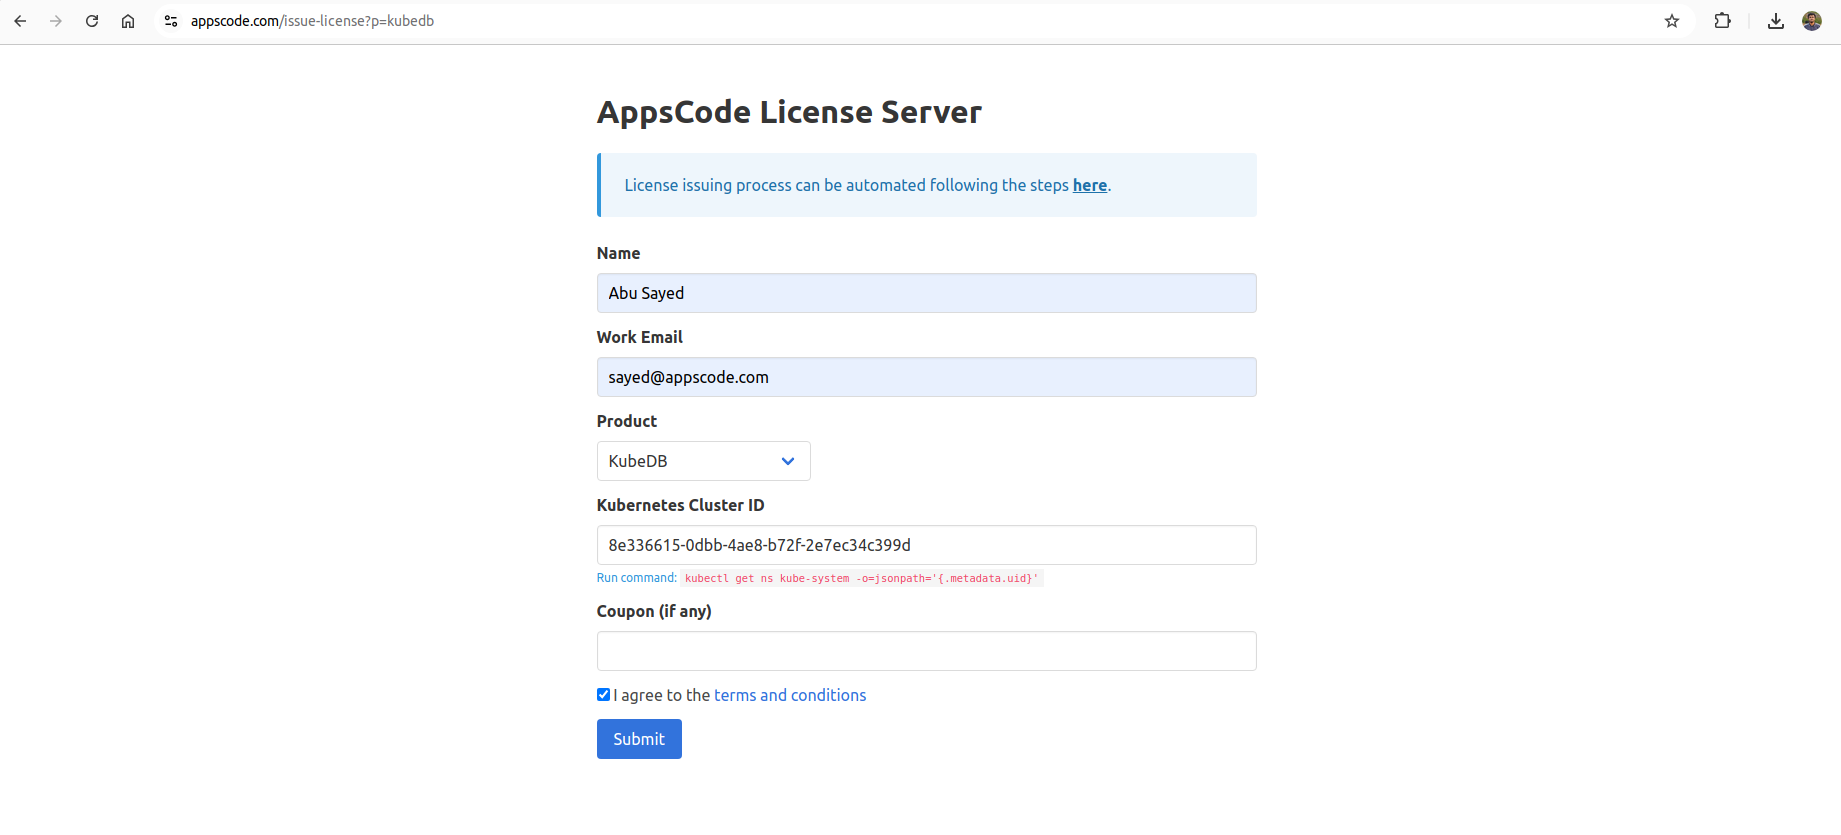 appscode.com/issue-license?p=kubedb
AppsCode License Server
License issuing process can be automated following the steps here.
Name
Abu Sayed
Work Email
sayed@appscode.com
Product
KubeDB
Kubernetes Cluster ID
8e336615-0dbb-4ae8-b72f-2e7ec34c399d
Run command: kubectl get ns kube-system -o=jsonpath='{.metadata.uid}'
Coupon (if any)
I agree to the terms and conditions
Submit